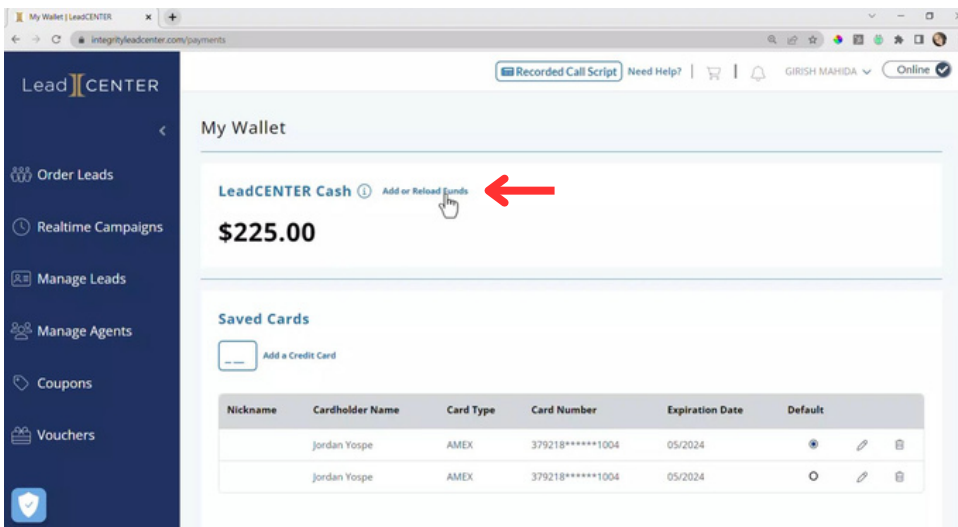 My Wallet | LeadCENTER
integrityleadcenter.com/payments
Lead CENTER
Recorded Call Script Need Help? GIRISH MAHIDA Online
Order Leads
Realtime Campaigns
Manage Leads
Manage Agents
Coupons
Vouchers
My Wallet
LeadCENTER Cash Add or Reload Funds
$225.00
Saved Cards
Add a Credit Card
Nickname Cardholder Name Card Type Card Number Expiration Date Default
Jordan Yospe AMEX 379218******1004 05/2024
Jordan Yospe AMEX 379218******1004 05/2024